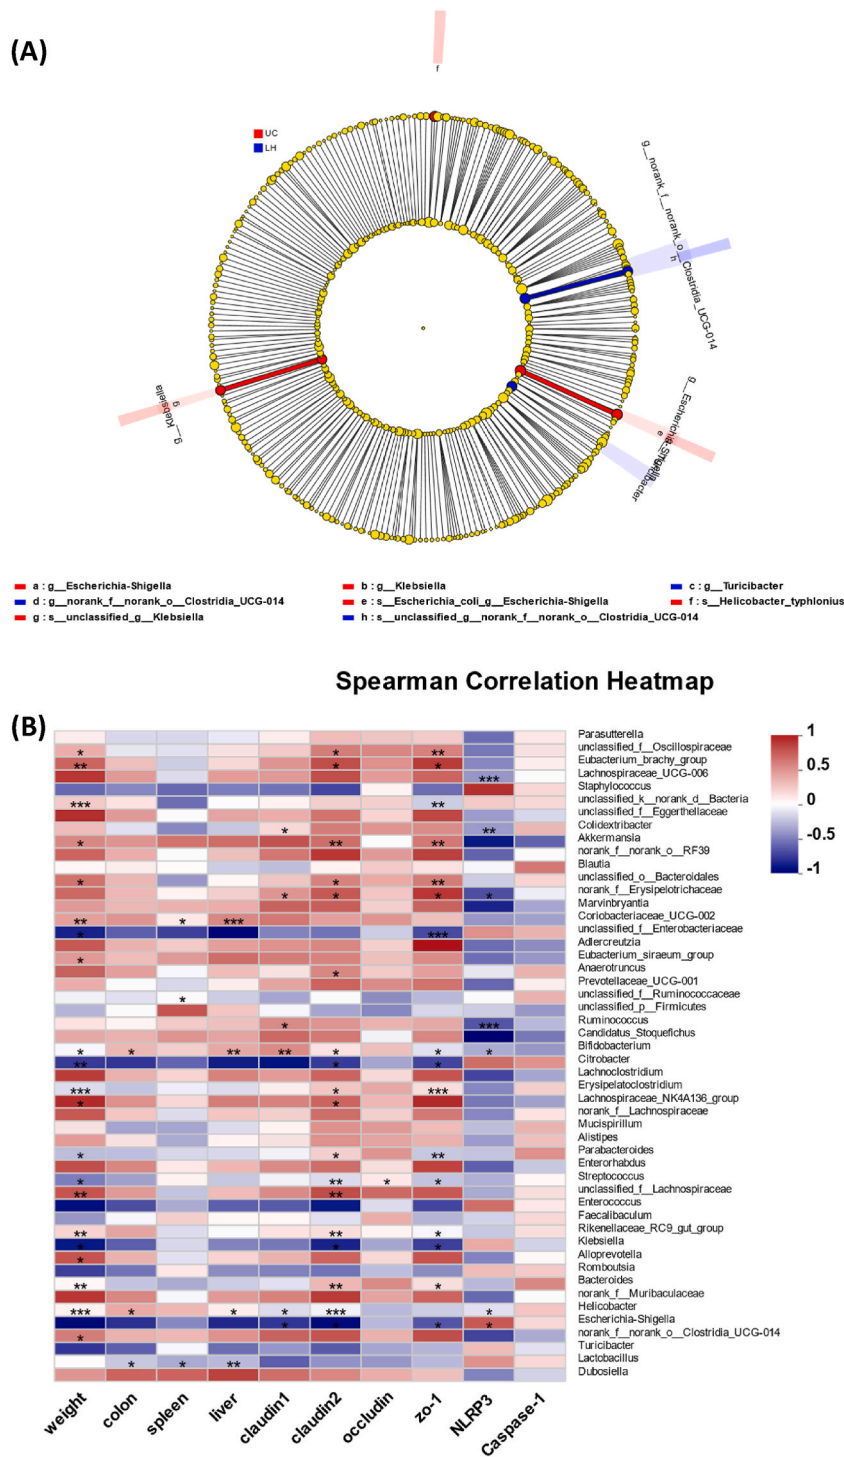 (A)
f
UC
LH
g__norank_f__norank_o__Clostridia_UCG-014
h
g__Klebsiella
g
g__Escherichia-Shigella
e
a : g__Escherichia-Shigella
b : g__Klebsiella
c : g__Turicibacter
d : g__norank_f__norank_o__Clostridia_UCG-014
e : s__Escherichia_coli_g__Escherichia-Shigella
f : s__Helicobacter_typhlonius
g : s__unclassified_g__Klebsiella
h : s__unclassified_g__norank_f__norank_o__Clostridia_UCG-014
Spearman Correlation Heatmap
(B)
Parasutterella
unclassified_f__Oscillospiraceae
Eubacterium_brachy_group
Lachnospiraceae_UCG-006
Staphylococcus
unclassified_k__norank_d__Bacteria
unclassified_f__Eggerthellaceae
Colidextribacter
Akkermansia
norank_f__norank_o__RF39
Blautia
unclassified_o__Bacteroidales
norank_f__Erysipelotrichaceae
Marvinbryantia
Coriobacteriaceae_UCG-002
unclassified_f__Enterobacteriaceae
Adlercreutzia
Eubacterium_siraeum_group
Anaerotruncus
Prevotellaceae_UCG-001
unclassified_f__Ruminococcaceae
unclassified_p__Firmicutes
Ruminococcus
Candidatus_Stoquefichus
Bifidobacterium
Citrobacter
Lachnoclostridium
Erysipelatoclostridium
Lachnospiraceae_NK4A136_group
norank_f__Lachnospiraceae
Mucispirillum
Alistipes
Parabacteroides
Enterorhabdus
Streptococcus
unclassified_f__Lachnospiraceae
Enterococcus
Faecalibaculum
Rikenellaceae_RC9_gut_group
Klebsiella
Alloprevotella
Romboutsia
Bacteroides
norank_f__Muribaculaceae
Helicobacter
Escherichia-Shigella
norank_f__norank_o__Clostridia_UCG-014
Turicibacter
Lactobacillus
Dubosiella
1
0.5
0
-0.5
-1
weight
colon
spleen
liver
claudin1
claudin2
occludin
zo-1
NLRP3
Caspase-1